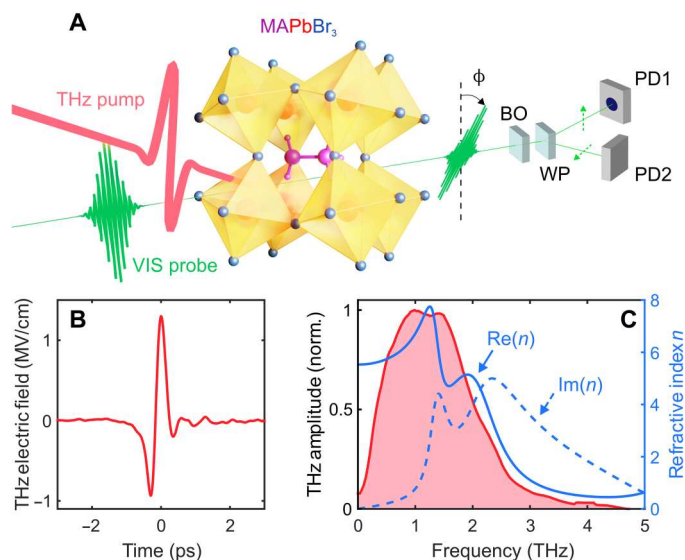 A
MAPbBr₃
THz pump
VIS probe
ϕ
BO
WP
PD1
PD2
B
THz electric field (MV/cm)
1
0
−1
−2
0
2
Time (ps)
C
THz amplitude (norm.)
1
0.5
0
Re(n)
Im(n)
8
6
4
2
0
Refractive index n
0
1
2
3
4
5
Frequency (THz)